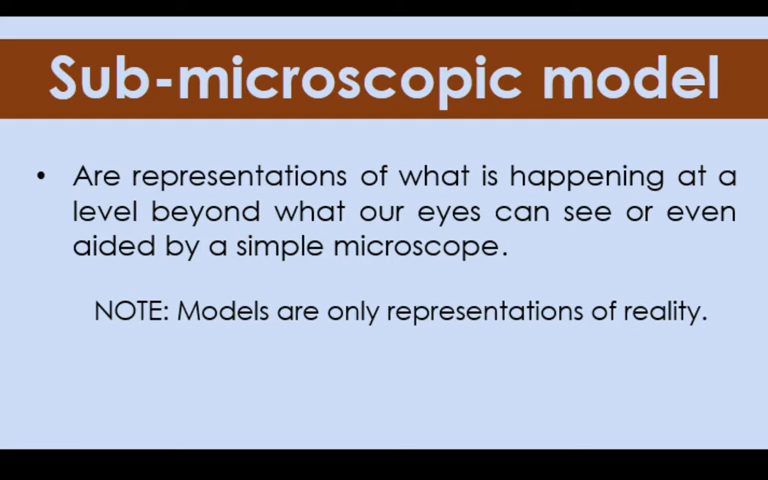 Sub-microscopic model
• Are representations of what is happening at a
level beyond what our eyes can see or even
aided by a simple microscope.
NOTE: Models are only representations of reality.